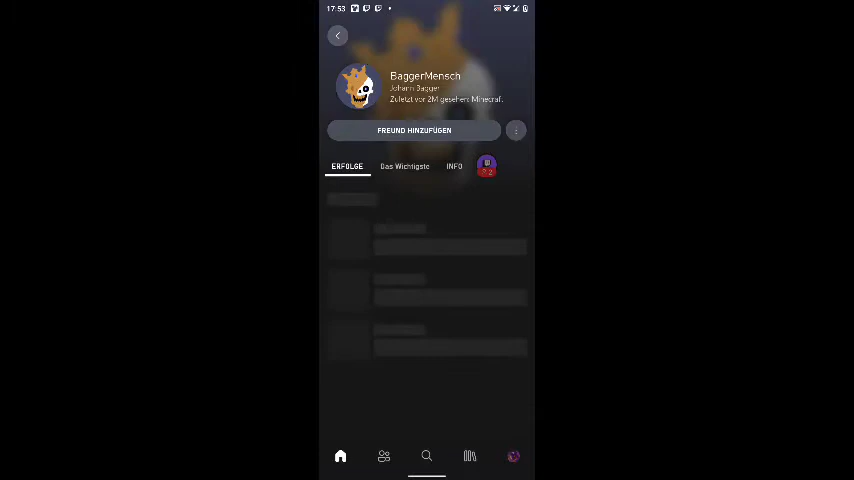 17:53
BaggerMensch
Johann Bagger
Zuletzt vor 2M gesehen: Minecraf.
FREUND HINZUFÜGEN
ERFOLGE
Das Wichtigste
INFO